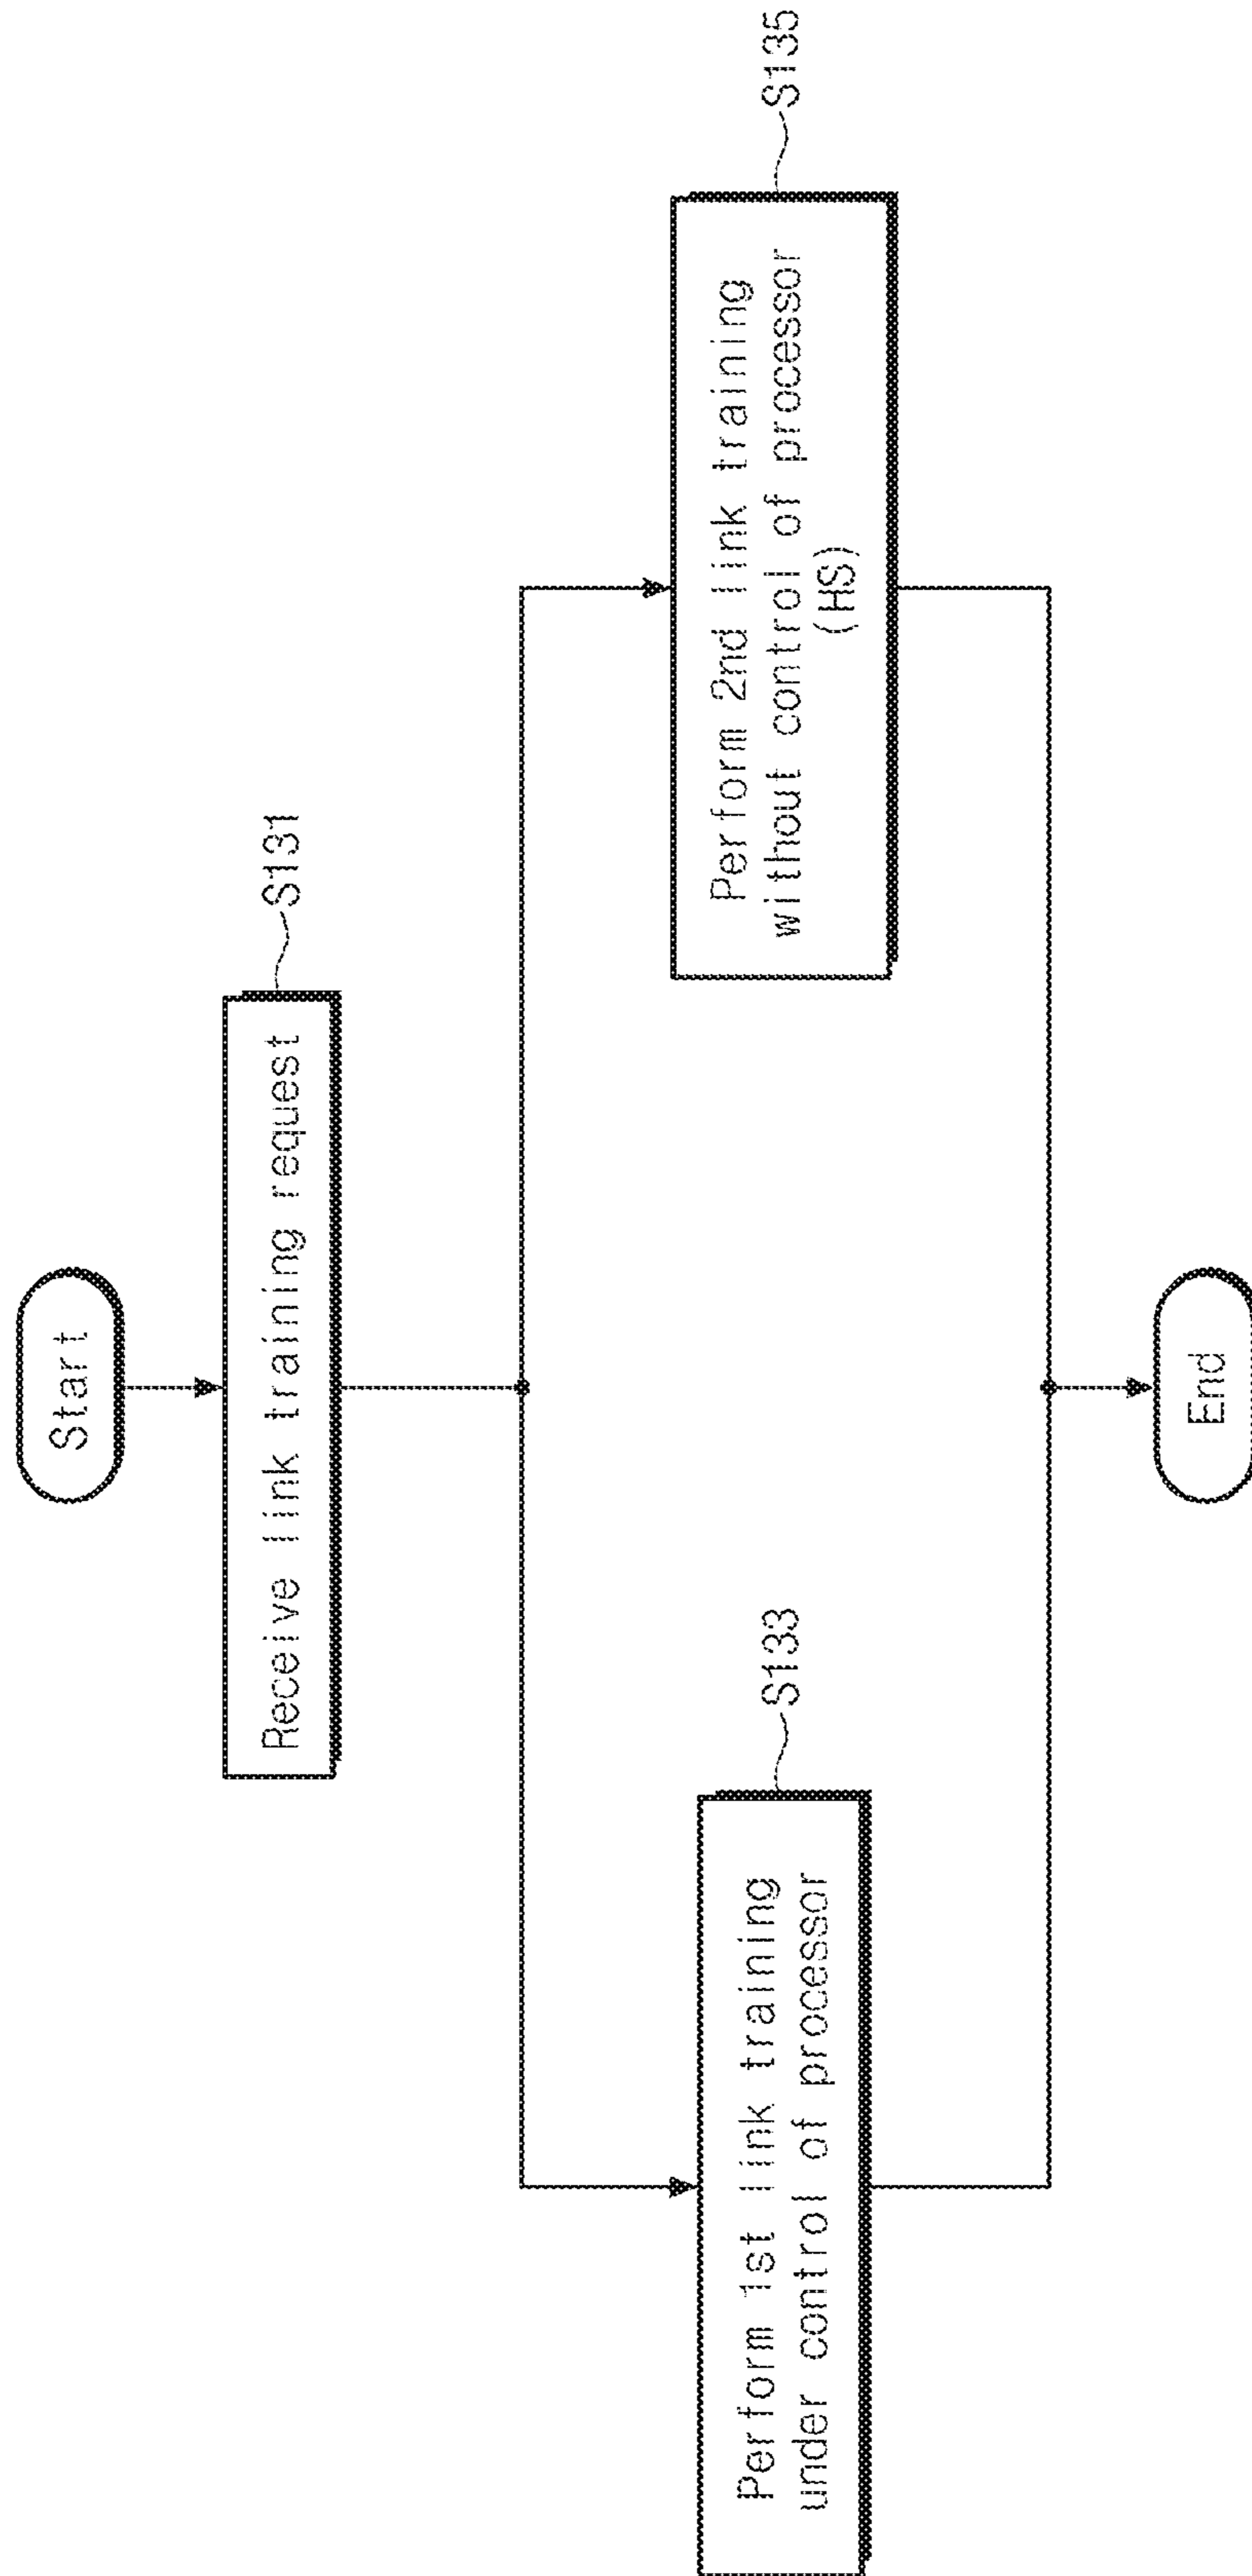 Start
Receive link training request
S131
Perform 1st link training
under control of processor
S133
Perform 2nd link training
without control of processor
(HS)
S135
End